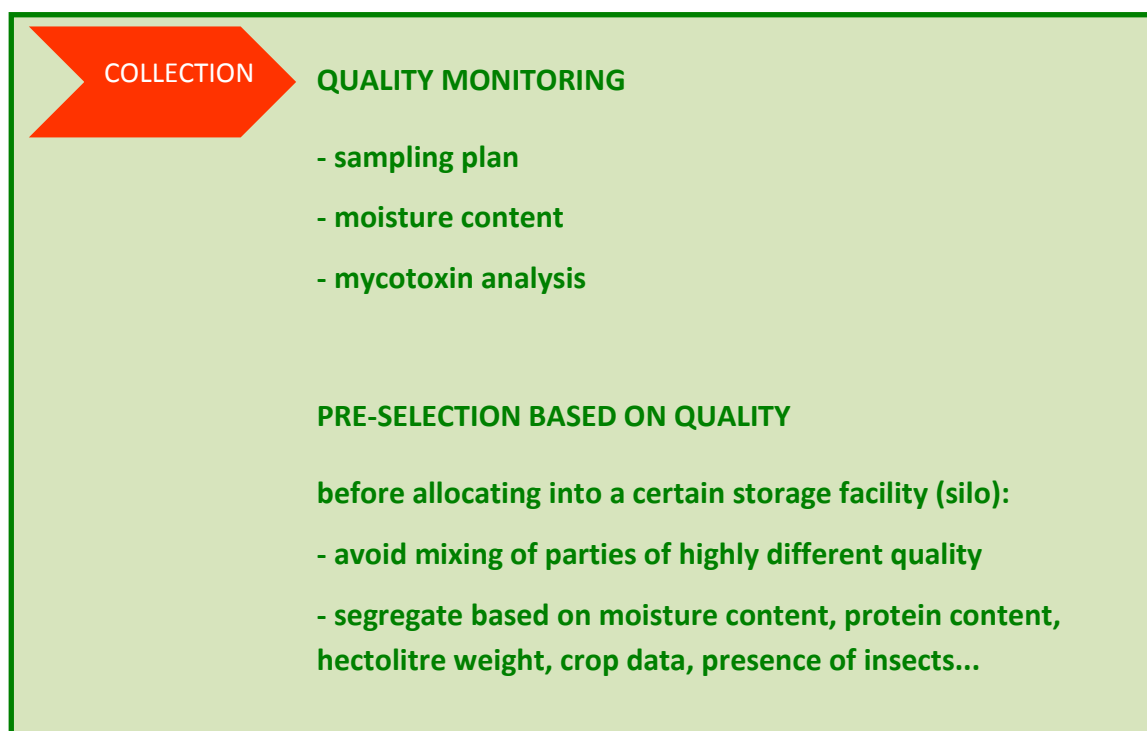 COLLECTION
QUALITY MONITORING
- sampling plan
- moisture content
- mycotoxin analysis
PRE-SELECTION BASED ON QUALITY
before allocating into a certain storage facility (silo):
- avoid mixing of parties of highly different quality
- segregate based on moisture content, protein content,
hectolitre weight, crop data, presence of insects...